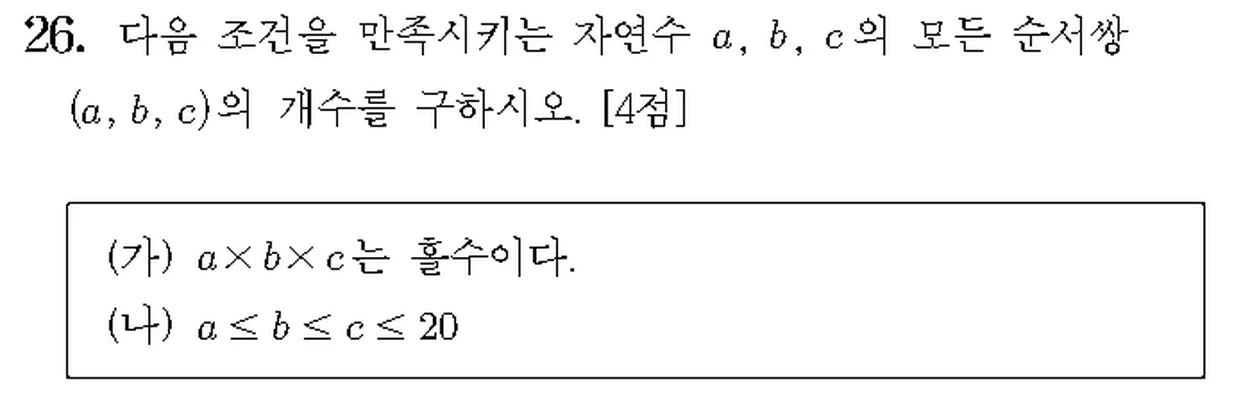 26. 다음 조건을 만족시키는 자연수 a, b, c의 모든 순서쌍
(a, b, c)의 개수를 구하시오. [4점]
(가) a×b×c는 홀수이다.
(나) a ≤ b ≤ c ≤ 20